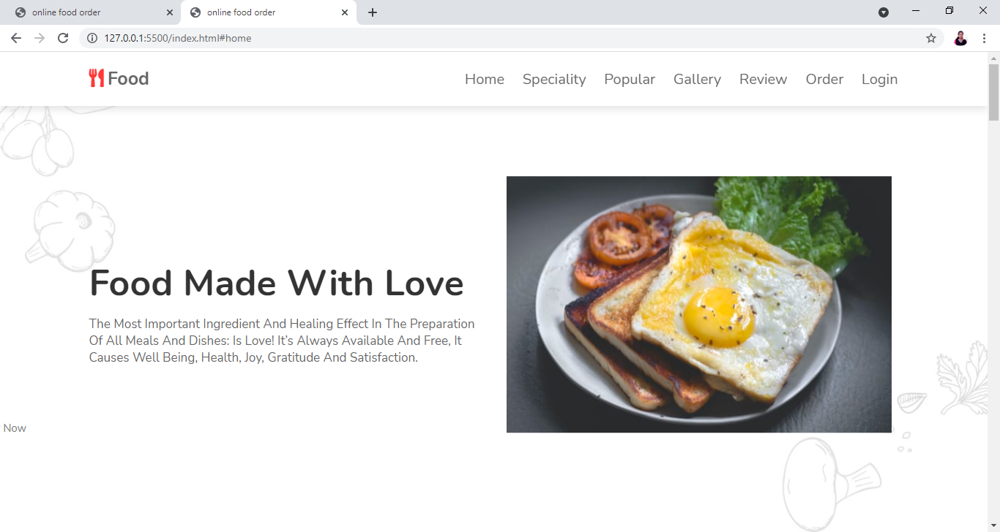 online food order
online food order
127.0.0.1:5500/index.html#home
Food
Home Speciality Popular Gallery Review Order Login
Food Made With Love
The Most Important Ingredient And Healing Effect In The Preparation
Of All Meals And Dishes: Is Love! It’s Always Available And Free, It
Causes Well Being, Health, Joy, Gratitude And Satisfaction.
Now